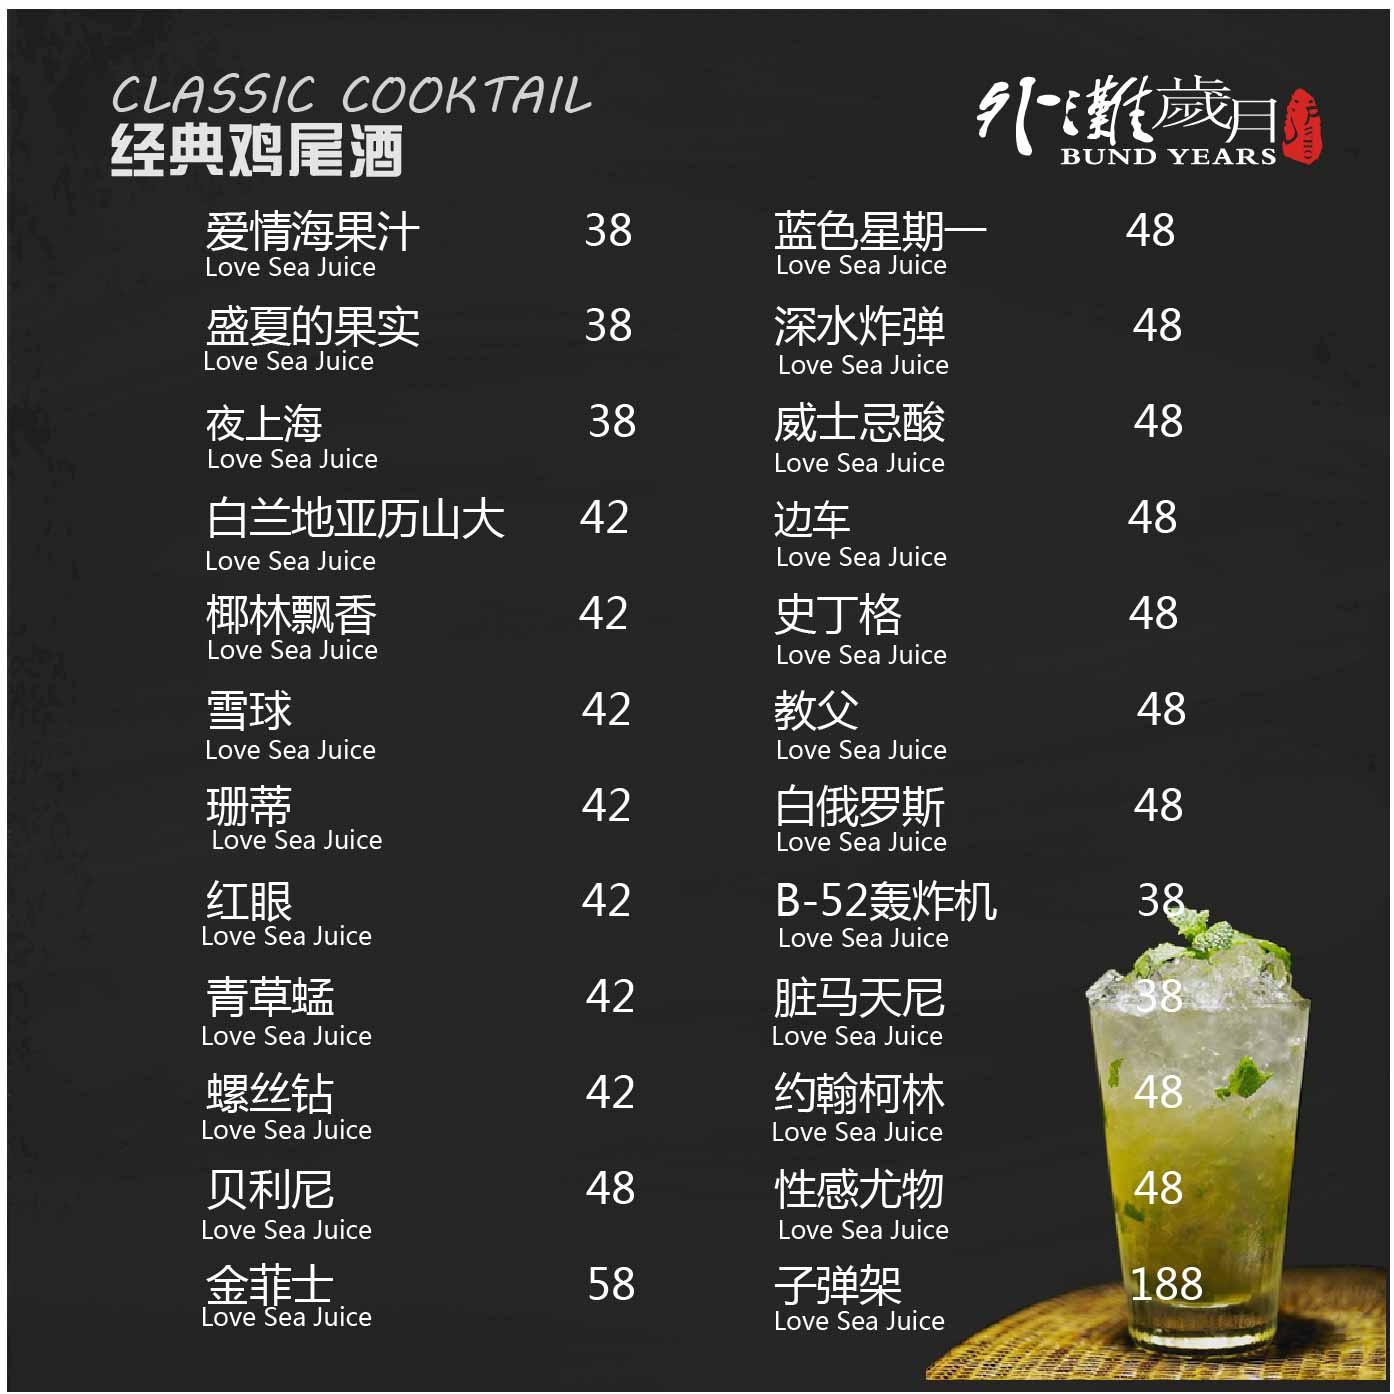 CLASSIC COOKTAIL
经典鸡尾酒
外灘歲月
BUND YEARS
爱情海果汁 38
Love Sea Juice
盛夏的果实 38
Love Sea Juice
夜上海 38
Love Sea Juice
白兰地亚历山大 42
Love Sea Juice
椰林飘香 42
Love Sea Juice
雪球 42
Love Sea Juice
珊蒂 42
Love Sea Juice
红眼 42
Love Sea Juice
青草蜢 42
Love Sea Juice
螺丝钻 42
Love Sea Juice
贝利尼 48
Love Sea Juice
金菲士 58
Love Sea Juice
蓝色星期一 48
Love Sea Juice
深水炸弹 48
Love Sea Juice
威士忌酸 48
Love Sea Juice
边车 48
Love Sea Juice
史丁格 48
Love Sea Juice
教父 48
Love Sea Juice
白俄罗斯 48
Love Sea Juice
B-52轰炸机 38
Love Sea Juice
脏马天尼 38
Love Sea Juice
约翰柯林 48
Love Sea Juice
性感尤物 48
Love Sea Juice
子弹架 188
Love Sea Juice